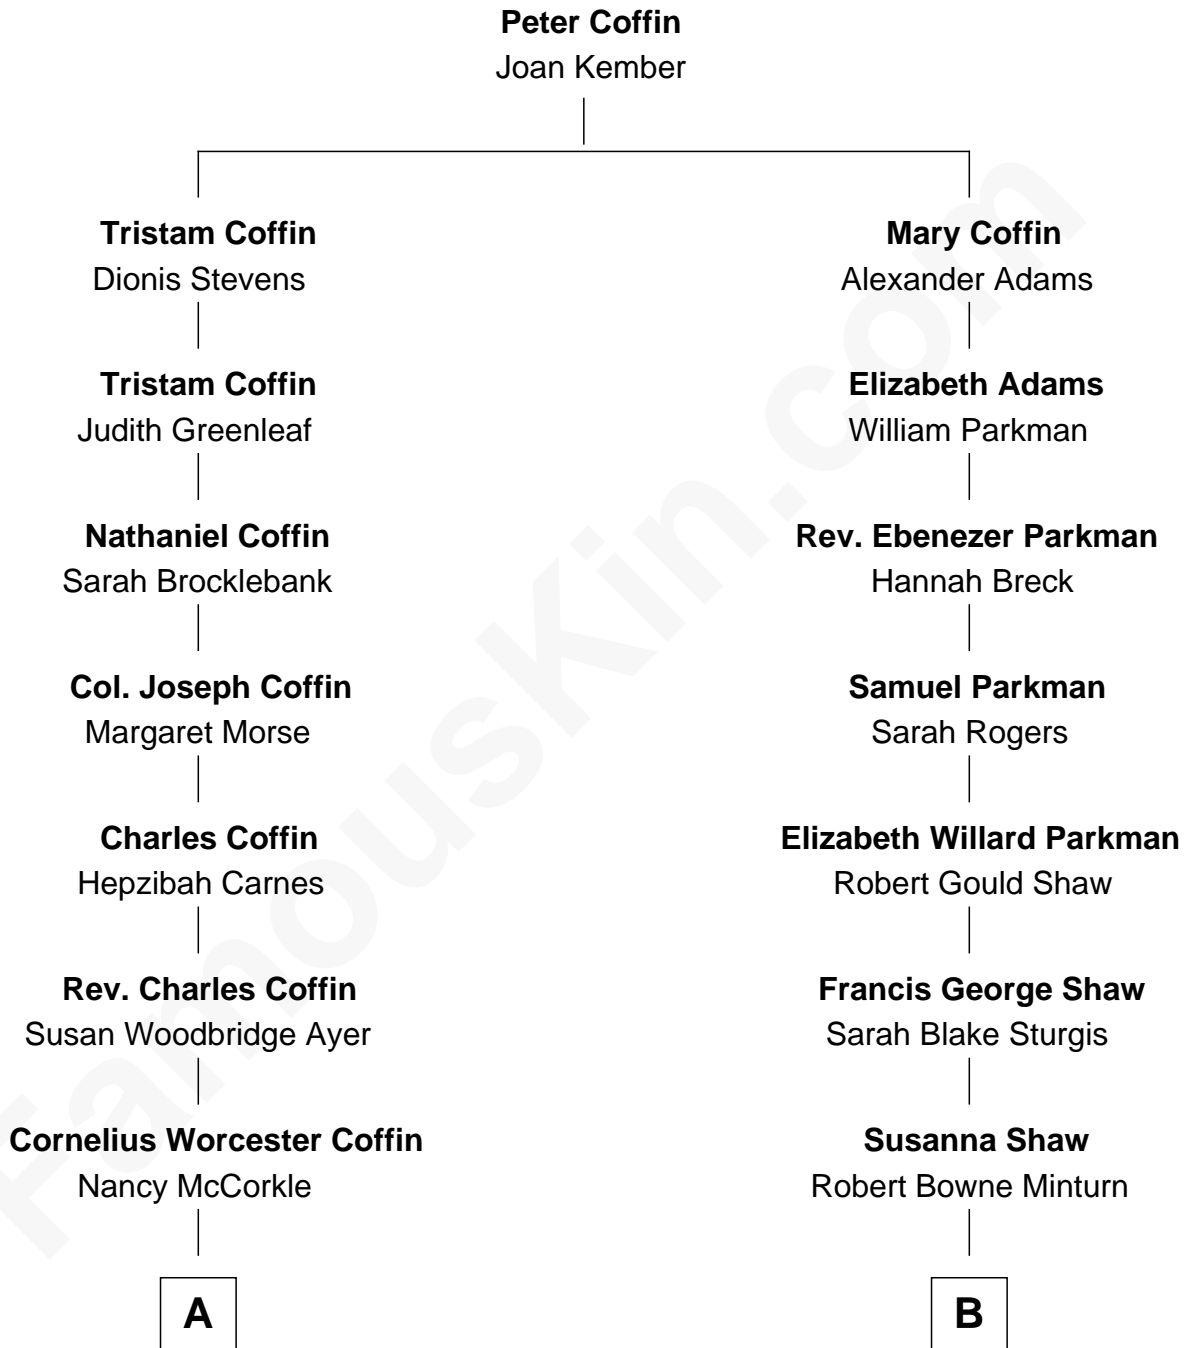 Peter Coffin
Joan Kember
Tristam Coffin
Dionis Stevens
Tristam Coffin
Judith Greenleaf
Nathaniel Coffin
Sarah Brocklebank
Col. Joseph Coffin
Margaret Morse
Charles Coffin
Hepzibah Carnes
Rev. Charles Coffin
Susan Woodbridge Ayer
Cornelius Worcester Coffin
Nancy McCorkle
A
Mary Coffin
Alexander Adams
Elizabeth Adams
William Parkman
Rev. Ebenezer Parkman
Hannah Breck
Samuel Parkman
Sarah Rogers
Elizabeth Willard Parkman
Robert Gould Shaw
Francis George Shaw
Sarah Blake Sturgis
Susanna Shaw
Robert Bowne Minturn
B
FamousKin.com